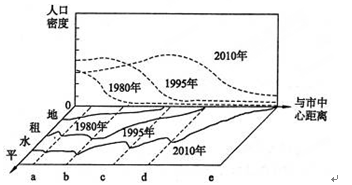 人口
密度
2010年
1980年
1995年
0
与市中
心距离
地
租
水
平
1980年
1995年
2010年
a
b
c
d
e